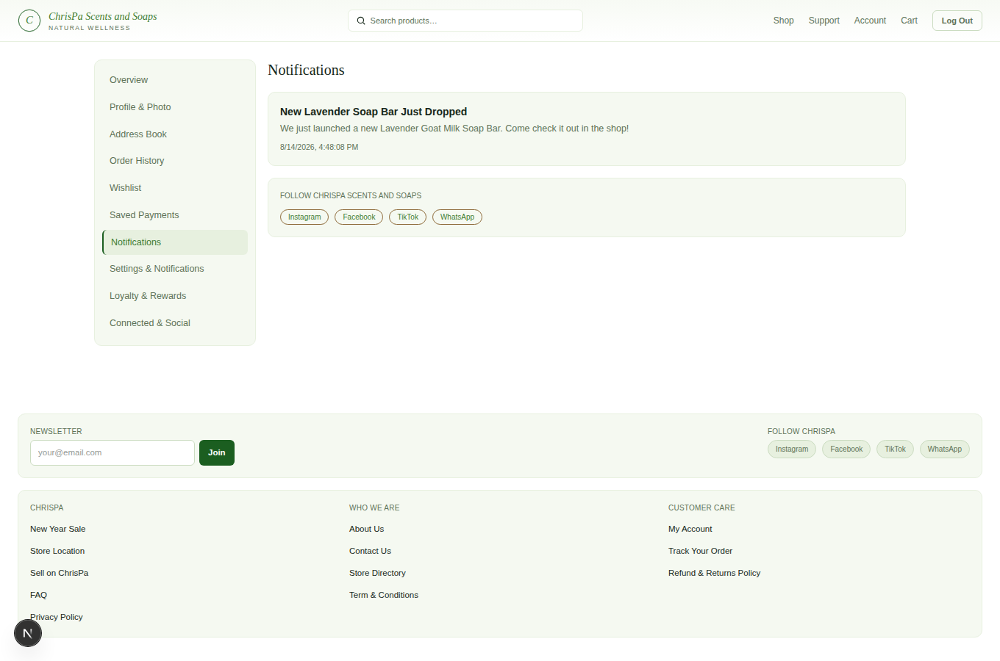 C
ChrisPa Scents and Soaps
NATURAL WELLNESS
Search products…
Shop
Support
Account
Cart
Log Out
Overview
Profile & Photo
Address Book
Order History
Wishlist
Saved Payments
Notifications
Settings & Notifications
Loyalty & Rewards
Connected & Social
Notifications
New Lavender Soap Bar Just Dropped
We just launched a new Lavender Goat Milk Soap Bar. Come check it out in the shop!
8/14/2026, 4:48:08 PM
FOLLOW CHRISPA SCENTS AND SOAPS
Instagram
Facebook
TikTok
WhatsApp
NEWSLETTER
your@email.com
Join
FOLLOW CHRISPA
Instagram
Facebook
TikTok
WhatsApp
CHRISPA
New Year Sale
Store Location
Sell on ChrisPa
FAQ
Privacy Policy
WHO WE ARE
About Us
Contact Us
Store Directory
Term & Conditions
CUSTOMER CARE
My Account
Track Your Order
Refund & Returns Policy
N